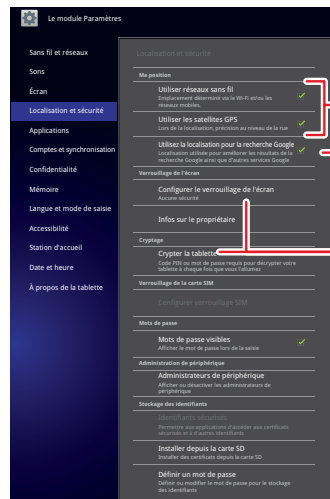 Le module Paramètres
Sans fil et réseaux
Sons
Écran
Localisation et sécurité
Applications
Comptes et synchronisation
Confidentialité
Mémoire
Langue et mode de saisie
Accessibilité
Station d'accueil
Date et heure
À propos de la tablette
Localisation et sécurité
Ma position
Utiliser réseaux sans fil
Emplacement déterminé via le Wi-Fi et/ou les
réseaux mobiles.
Utiliser les satellites GPS
Lors de la localisation, précision au niveau de la rue
Utilisez la localisation pour la recherche Google
Localisation utilisée pour améliorer les résultats de la
recherche Google ainsi que d'autres services Google
Verrouillage de l'écran
Configurer le verrouillage de l'écran
Aucune sécurité
Infos sur le propriétaire
Cryptage
Crypter la tablette
Code PIN ou mot de passe requis pour décrypter votre
tablette à chaque fois que vous l'allumez
Verrouillage de la carte SIM
Configurer verrouillage SIM
Mots de passe
Mots de passe visibles
Afficher le mot de passe lors de la saisie
Administration de périphérique
Administrateurs de périphérique
Afficher ou désactiver les administrateurs de
périphérique
Stockage des identifiants
Identifiants sécurisés
Permettre aux applications d'accéder aux certificats
sécurisés et à d'autres identifiants
Installer depuis la carte SD
Installer des certificats depuis la carte SD
Définir un mot de passe
Définir ou modifier le mot de passe pour le stockage
des identifiants